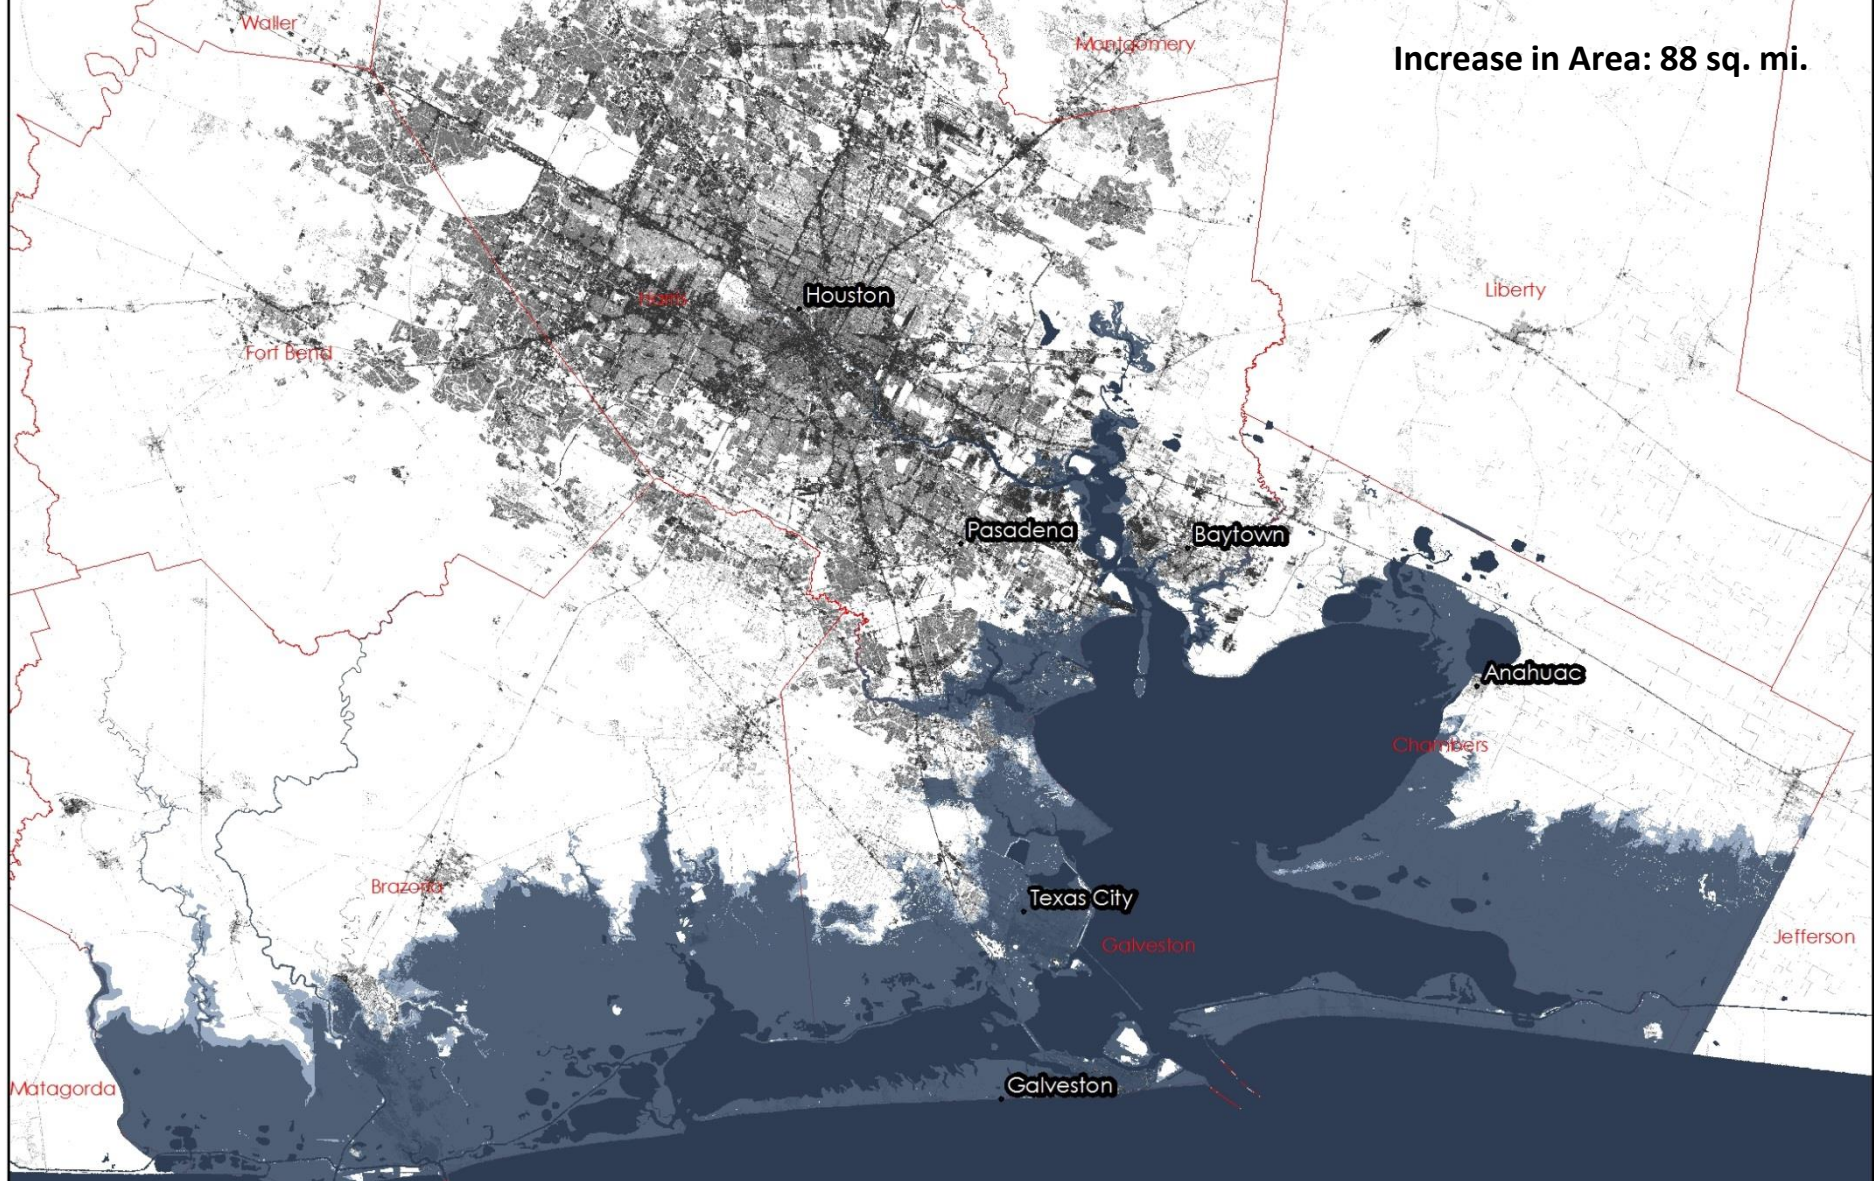 Waller
Montgomery
Increase in Area: 88 sq. mi.
Liberty
Houston
Harris
Fort Bend
Pasadena
Baytown
Anahuac
Chambers
Brazoria
Texas City
Galveston
Jefferson
Matagorda
Galveston